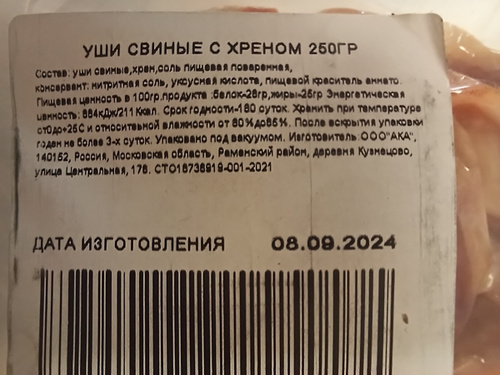 УШИ СВИНЫЕ С ХРЕНОМ 250ГР
Состав: уши свиные,хрен,соль пищевая поваренная,
консервант: нитритная соль, уксусная кислота, пищевой краситель аннато.
Пищевая ценность в 100гр.продукта :белок-26гр,жиры-25гр Энергетическая
ценность: 884кДж/211 Ккал. Срок годности-180 суток. Хранить при температуре
от0до+25С и относительной влажности от 80%до85%. После вскрытия упаковки
годен не более 3-х суток. Упаковано под вакуумом. Изготовитель:ООО"АКА",
140152, Россия, Московская область, Раменский район, деревня Кузнецово,
улица Центральная, 17б. СТО16736919-001-2021
ДАТА ИЗГОТОВЛЕНИЯ 08.09.2024